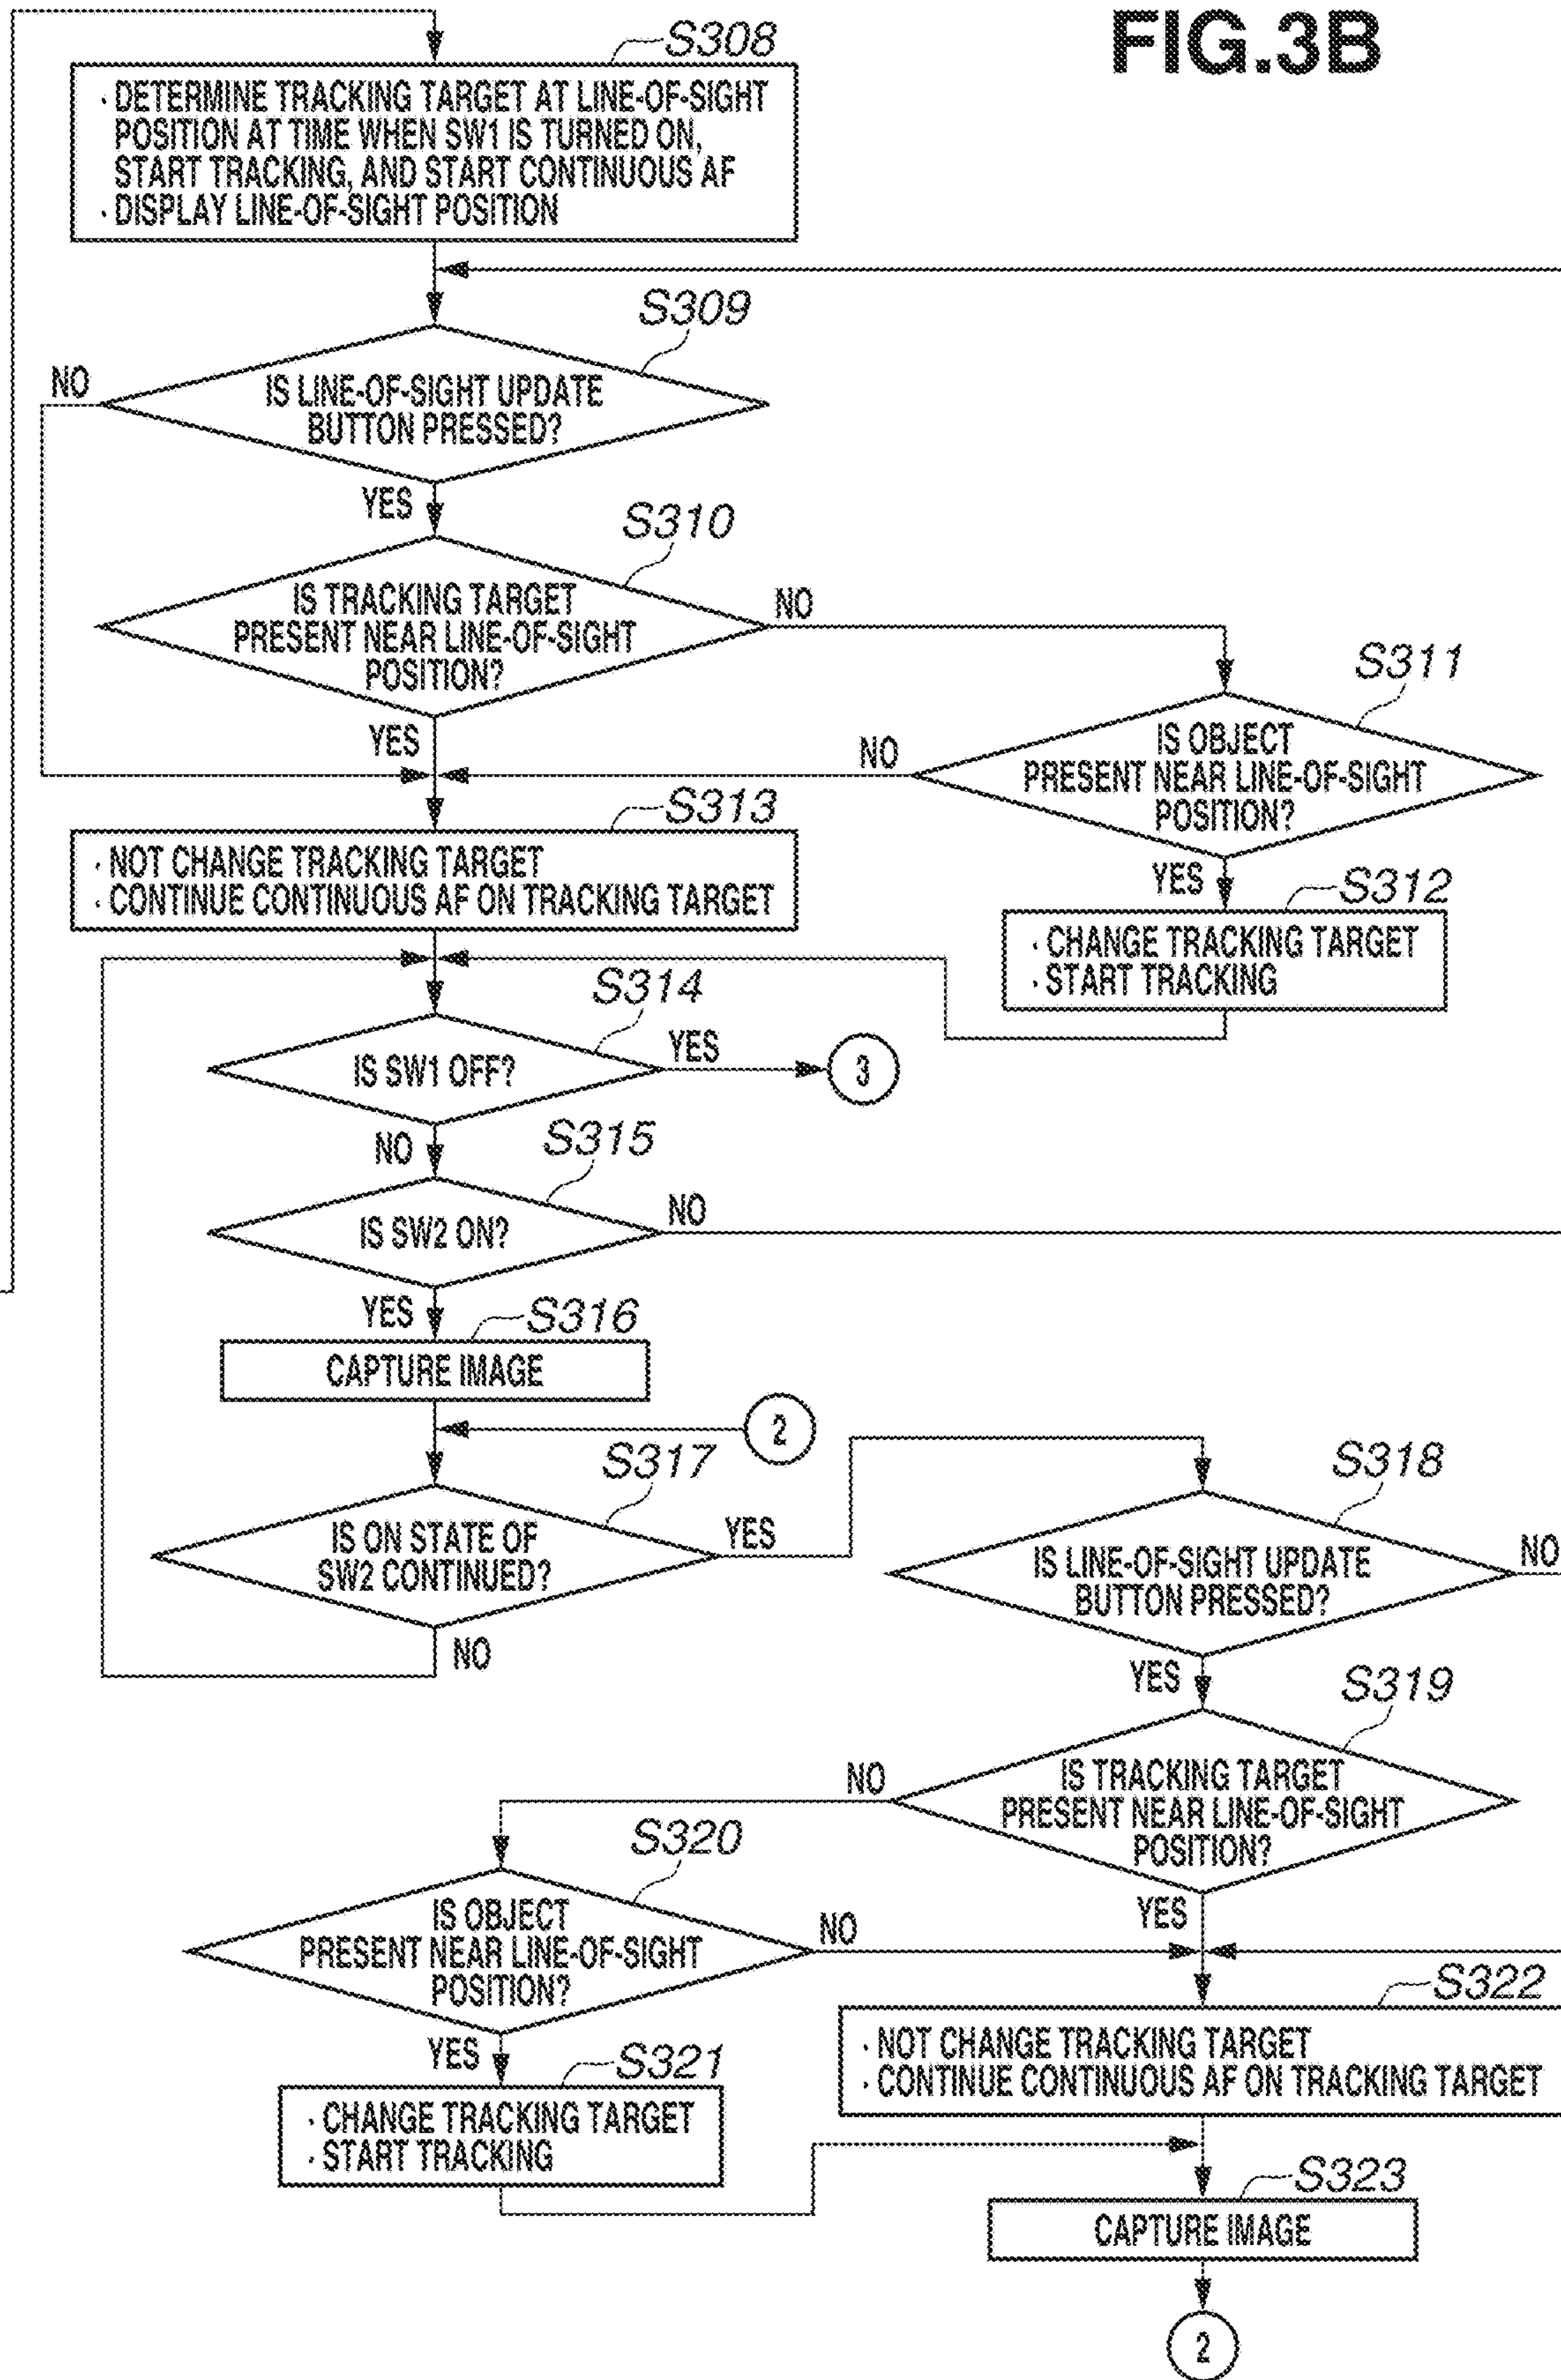 FIG.3B
S308
· DETERMINE TRACKING TARGET AT LINE-OF-SIGHT
POSITION AT TIME WHEN SW1 IS TURNED ON,
START TRACKING, AND START CONTINUOUS AF
· DISPLAY LINE-OF-SIGHT POSITION
S309
NO
IS LINE-OF-SIGHT UPDATE
BUTTON PRESSED?
YES
S310
IS TRACKING TARGET
PRESENT NEAR LINE-OF-SIGHT
POSITION?
NO
YES
S311
IS OBJECT
PRESENT NEAR LINE-OF-SIGHT
POSITION?
NO
YES
S312
· CHANGE TRACKING TARGET
· START TRACKING
S313
· NOT CHANGE TRACKING TARGET
· CONTINUE CONTINUOUS AF ON TRACKING TARGET
S314
IS SW1 OFF?
YES
3
NO
S315
IS SW2 ON?
NO
YES
S316
CAPTURE IMAGE
2
S317
IS ON STATE OF
SW2 CONTINUED?
YES
NO
S318
IS LINE-OF-SIGHT UPDATE
BUTTON PRESSED?
NO
YES
S319
IS TRACKING TARGET
PRESENT NEAR LINE-OF-SIGHT
POSITION?
NO
YES
S320
IS OBJECT
PRESENT NEAR LINE-OF-SIGHT
POSITION?
NO
YES
S321
· CHANGE TRACKING TARGET
· START TRACKING
S322
· NOT CHANGE TRACKING TARGET
· CONTINUE CONTINUOUS AF ON TRACKING TARGET
S323
CAPTURE IMAGE
2